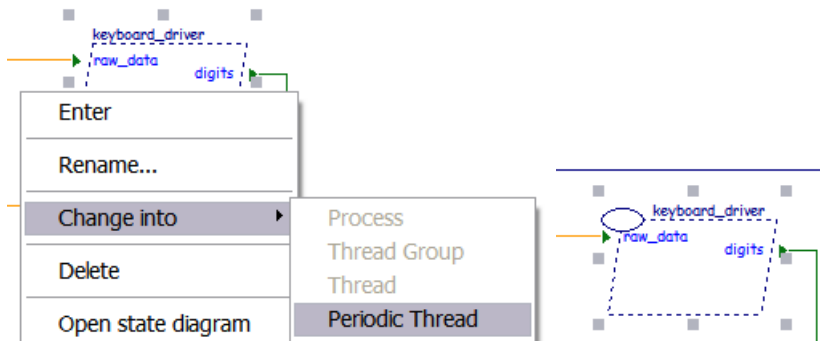 keyboard_driver
raw_data
digits
Enter
Rename...
Change into
Delete
Open state diagram
Process
Thread Group
Thread
Periodic Thread
keyboard_driver
raw_data
digits